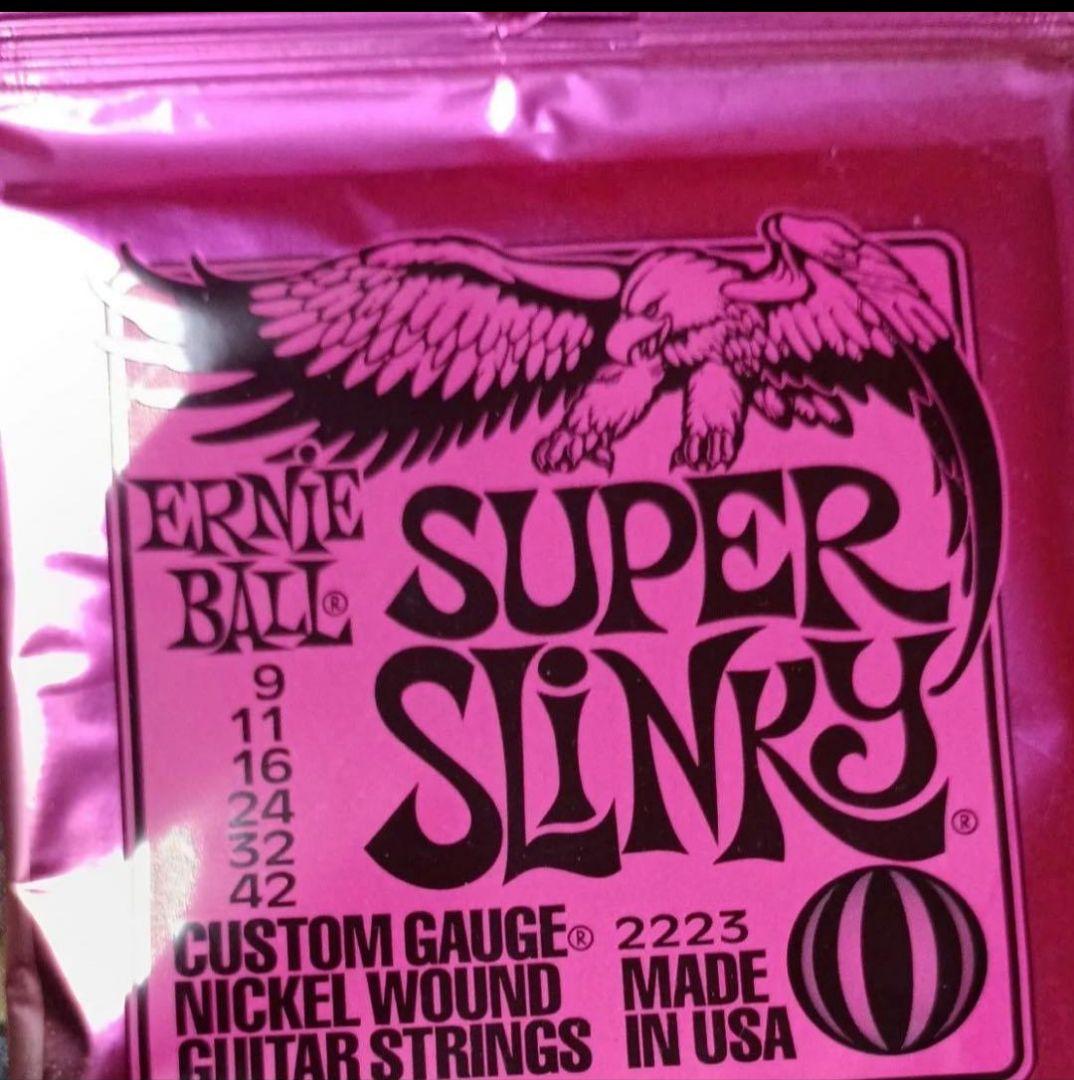 ERNiE
BALL®
SUPER
SLiNKY®
9
11
16
24
32
42
CUSTOM GAUGE®
NICKEL WOUND
GUITAR STRINGS
2223
MADE
IN USA